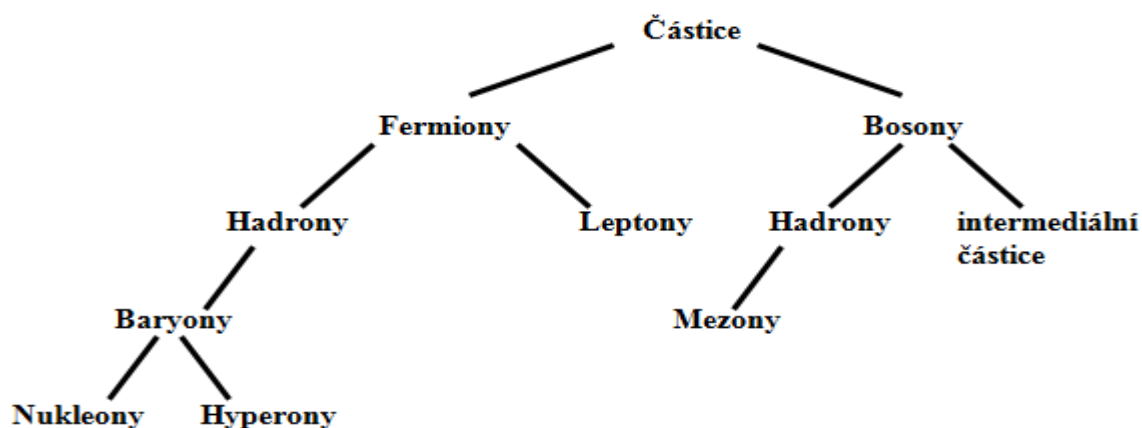 Částice
Fermiony
Bosony
Hadrony
Leptony
Hadrony
intermediální
částice
Baryony
Mezony
Nukleony
Hyperony